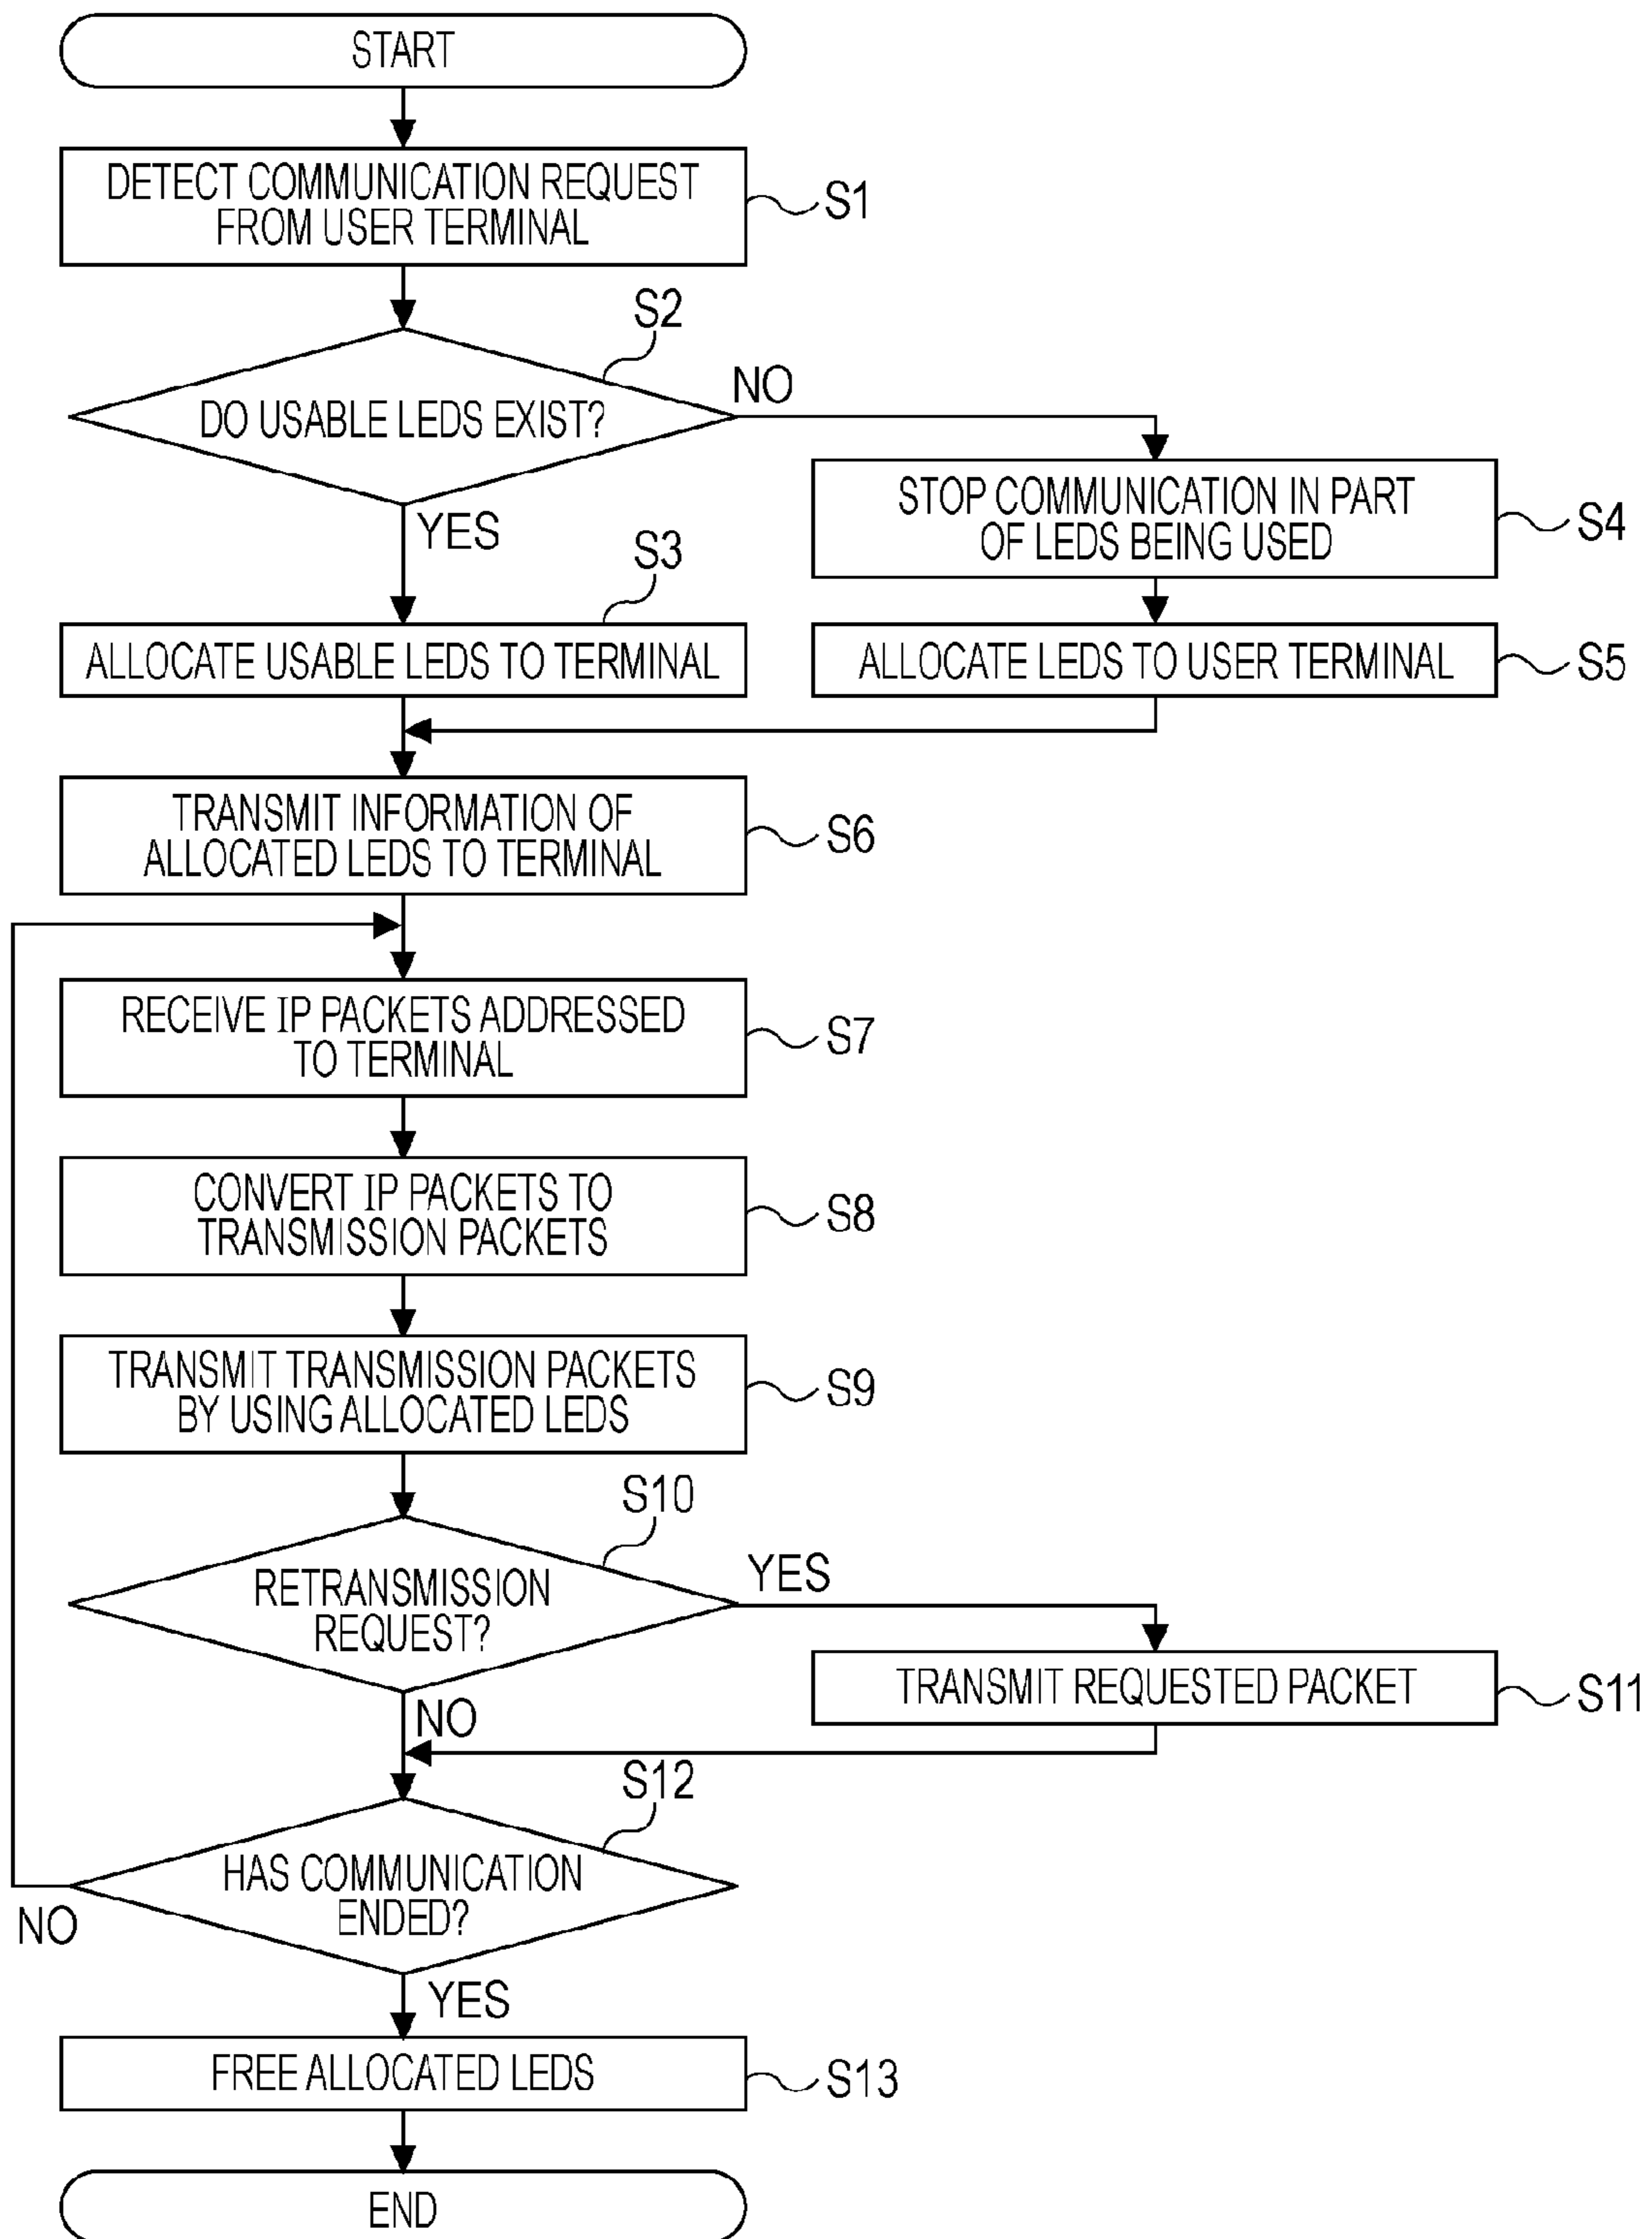 START
DETECT COMMUNICATION REQUEST
FROM USER TERMINAL
S1
S2
DO USABLE LEDS EXIST?
NO
YES
STOP COMMUNICATION IN PART
OF LEDS BEING USED
S4
S3
ALLOCATE USABLE LEDS TO TERMINAL
ALLOCATE LEDS TO USER TERMINAL
S5
TRANSMIT INFORMATION OF
ALLOCATED LEDS TO TERMINAL
S6
RECEIVE IP PACKETS ADDRESSED
TO TERMINAL
S7
CONVERT IP PACKETS TO
TRANSMISSION PACKETS
S8
TRANSMIT TRANSMISSION PACKETS
BY USING ALLOCATED LEDS
S9
S10
RETRANSMISSION
REQUEST?
YES
TRANSMIT REQUESTED PACKET
S11
NO
S12
HAS COMMUNICATION
ENDED?
NO
YES
FREE ALLOCATED LEDS
S13
END